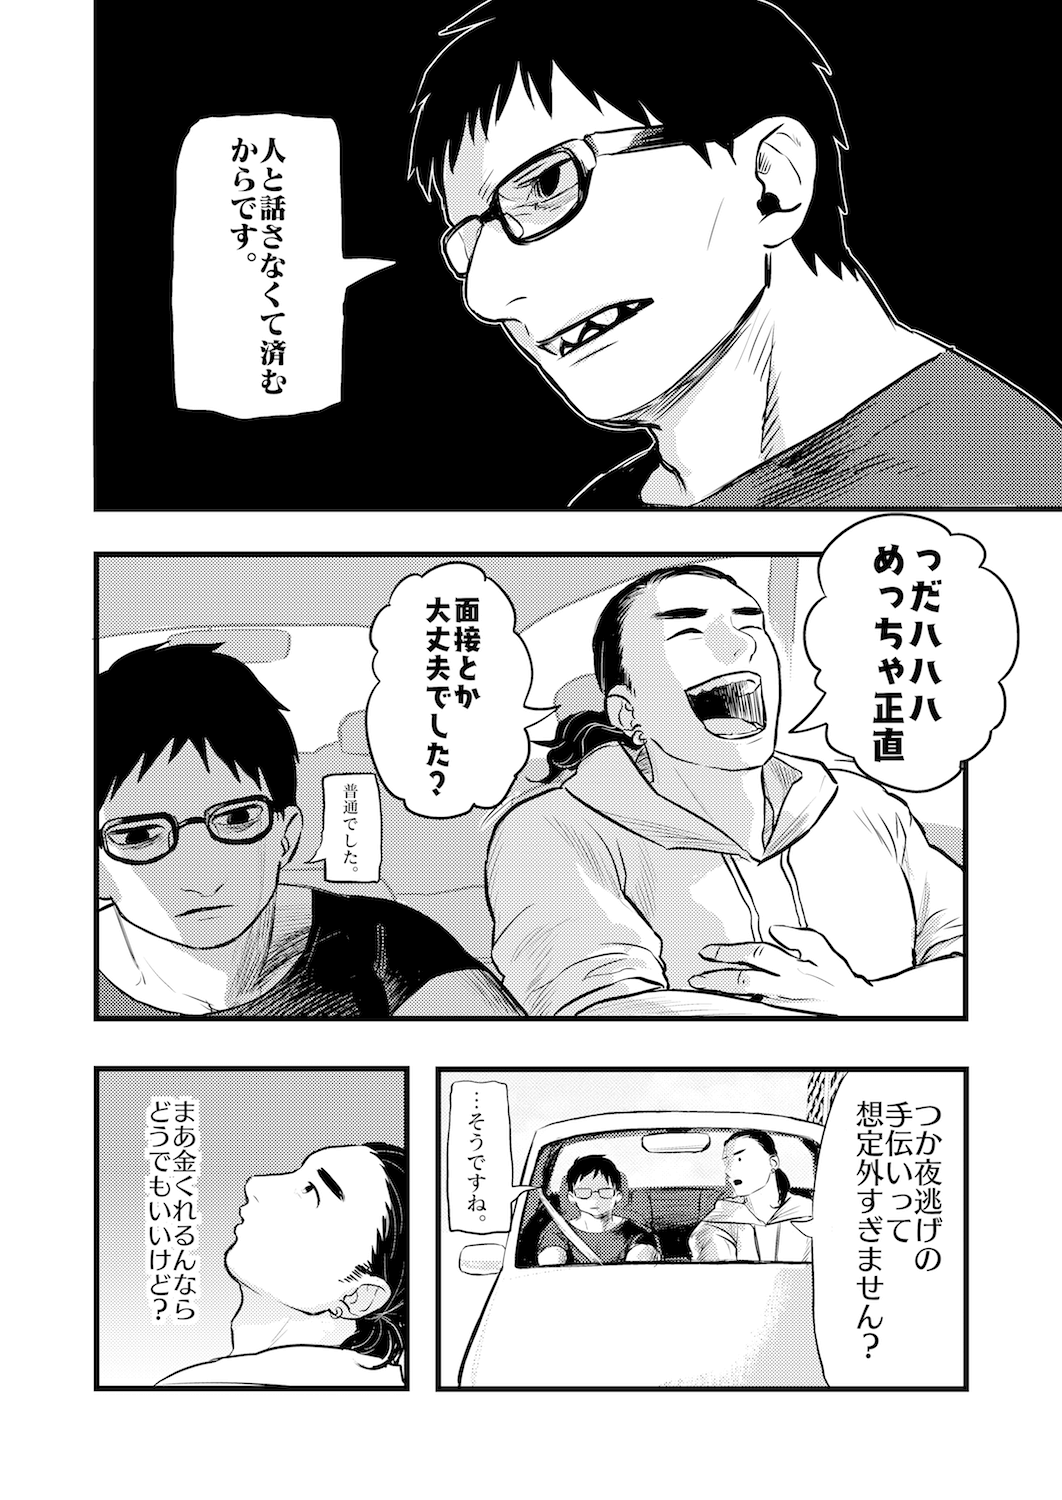 人と話さなくて済む
からです。
っだハハハハ
めっちゃ正直
面接とか
大丈夫でした?
普通でした。
つか夜逃げの
手伝いって
想定外すぎません?
…そうですね。
まあ金くれるんなら
どうでもいいけど?